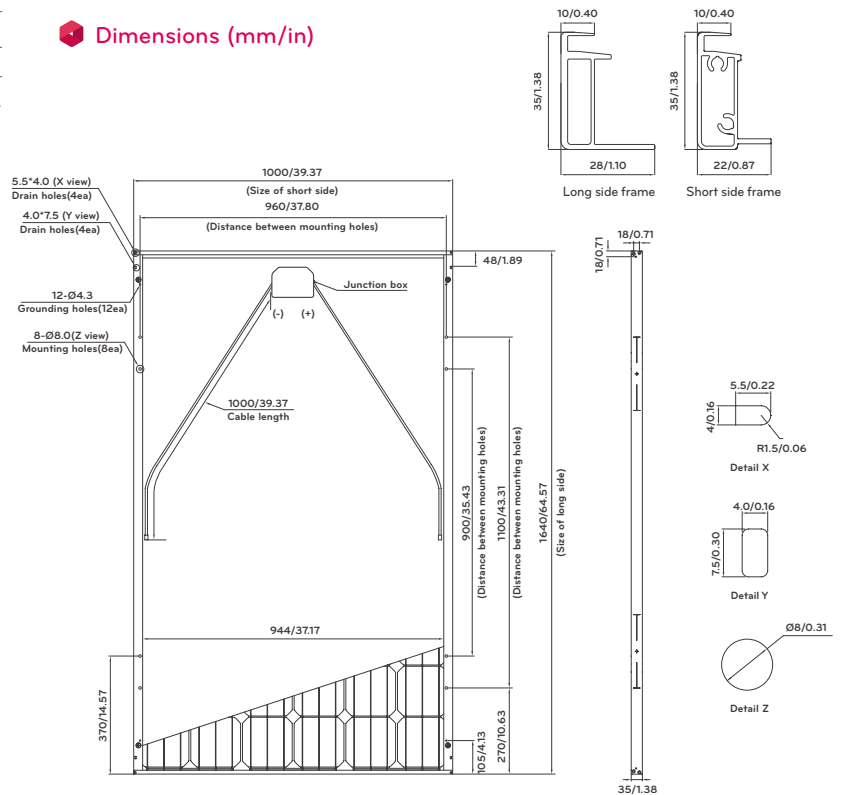 Dimensions (mm/in)
10/0.40
10/0.40
35/1.38
35/1.38
28/1.10
22/0.87
Long side frame
Short side frame
1000/39.37
(Size of short side)
960/37.80
(Distance between mounting holes)
5.5*4.0 (X view)
Drain holes(4ea)
4.0*7.5 (Y view)
Drain holes(4ea)
12-Ø4.3
Grounding holes(12ea)
8-Ø8.0(Z view)
Mounting holes(8ea)
48/1.89
Junction box
(-)
(+)
1000/39.37
Cable length
900/35.43
(Distance between mounting holes)
1100/43.31
(Distance between mounting holes)
1640/64.57
(Size of long side)
944/37.17
370/14.57
105/4.13
270/10.63
18/0.71
18/0.71
35/1.38
5.5/0.22
4/0.16
R1.5/0.06
Detail X
4.0/0.16
7.5/0.30
Detail Y
Ø8/0.31
Detail Z